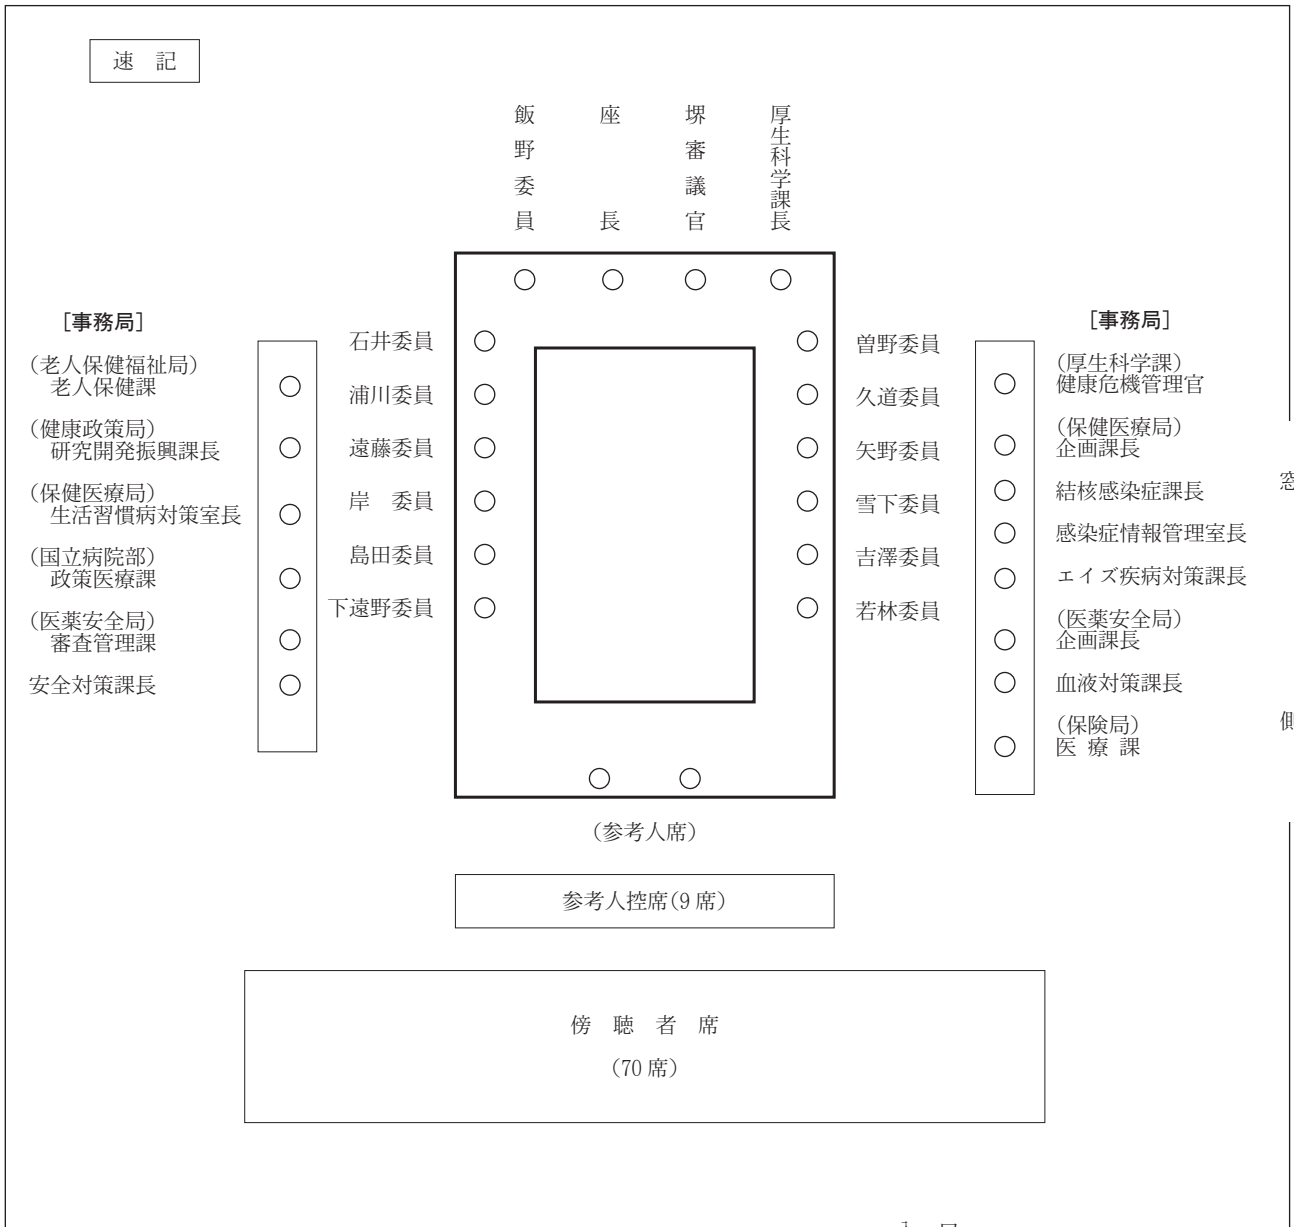 速　記
飯野委員
座　　長
堺審議官
厚生科学課長
［事務局］
（老人保健福祉局）
老人保健課
（健康政策局）
研究開発振興課長
（保健医療局）
生活習慣病対策室長
（国立病院部）
政策医療課
（医薬安全局）
審査管理課
安全対策課長
石井委員
浦川委員
遠藤委員
岸　委員
島田委員
下遠野委員
曽野委員
久道委員
矢野委員
雪下委員
吉澤委員
若林委員
［事務局］
（厚生科学課）
健康危機管理官
（保健医療局）
企画課長
結核感染症課長
感染症情報管理室長
エイズ疾病対策課長
（医薬安全局）
企画課長
血液対策課長
（保険局）
医 療 課
（参考人席）
参考人控席（9 席）
傍　聴　者　席
（70 席）